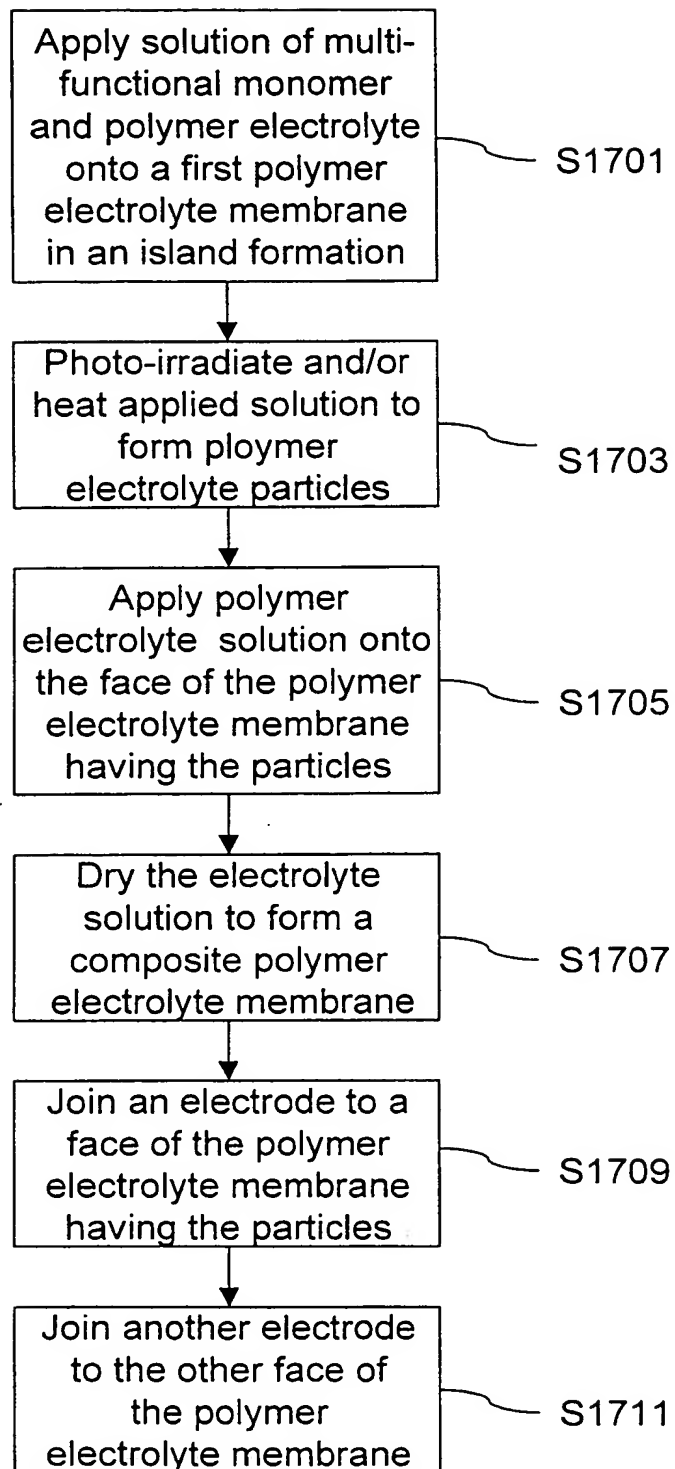 Apply solution of multi-
functional monomer
and polymer electrolyte
onto a first polymer
electrolyte membrane
in an island formation
S1701
Photo-irradiate and/or
heat applied solution to
form ploymer
electrolyte particles
S1703
Apply polymer
electrolyte solution onto
the face of the polymer
electrolyte membrane
having the particles
S1705
Dry the electrolyte
solution to form a
composite polymer
electrolyte membrane
S1707
Join an electrode to a
face of the polymer
electrolyte membrane
having the particles
S1709
Join another electrode
to the other face of
the polymer
electrolyte membrane
S1711